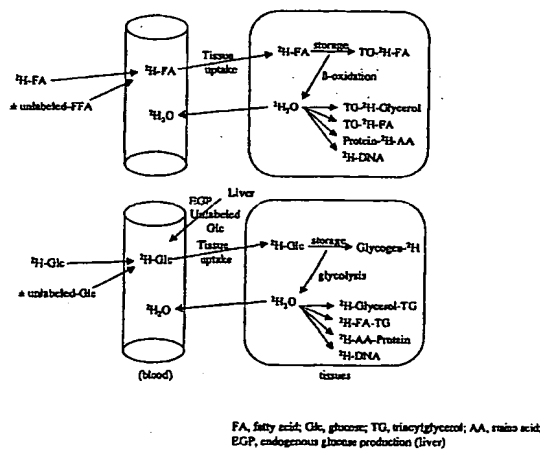 ²H-FA
± unlabeled-FFA
²H-FA
²H₂O
Tissue
uptake
²H-FA
storage
TG-²H-FA
β-oxidation
²H₂O
TG-²H-Glycerol
TG-²H-FA
Protein-²H-AA
²H-DNA
EGP
Liver
Unlabeled
Glc
²H-Glc
± unlabeled-Glc
²H-Glc
²H₂O
Tissue
uptake
²H-Glc
storage
Glycogen-²H
glycolysis
²H₂O
²H-Glycerol-TG
²H-FA-TG
²H-AA-Protein
²H-DNA
(blood)
tissues
FA, fatty acid; Glc, glucose; TG, triacylglycerol; AA, amino acid;
EGP, endogenous glucose production (liver)